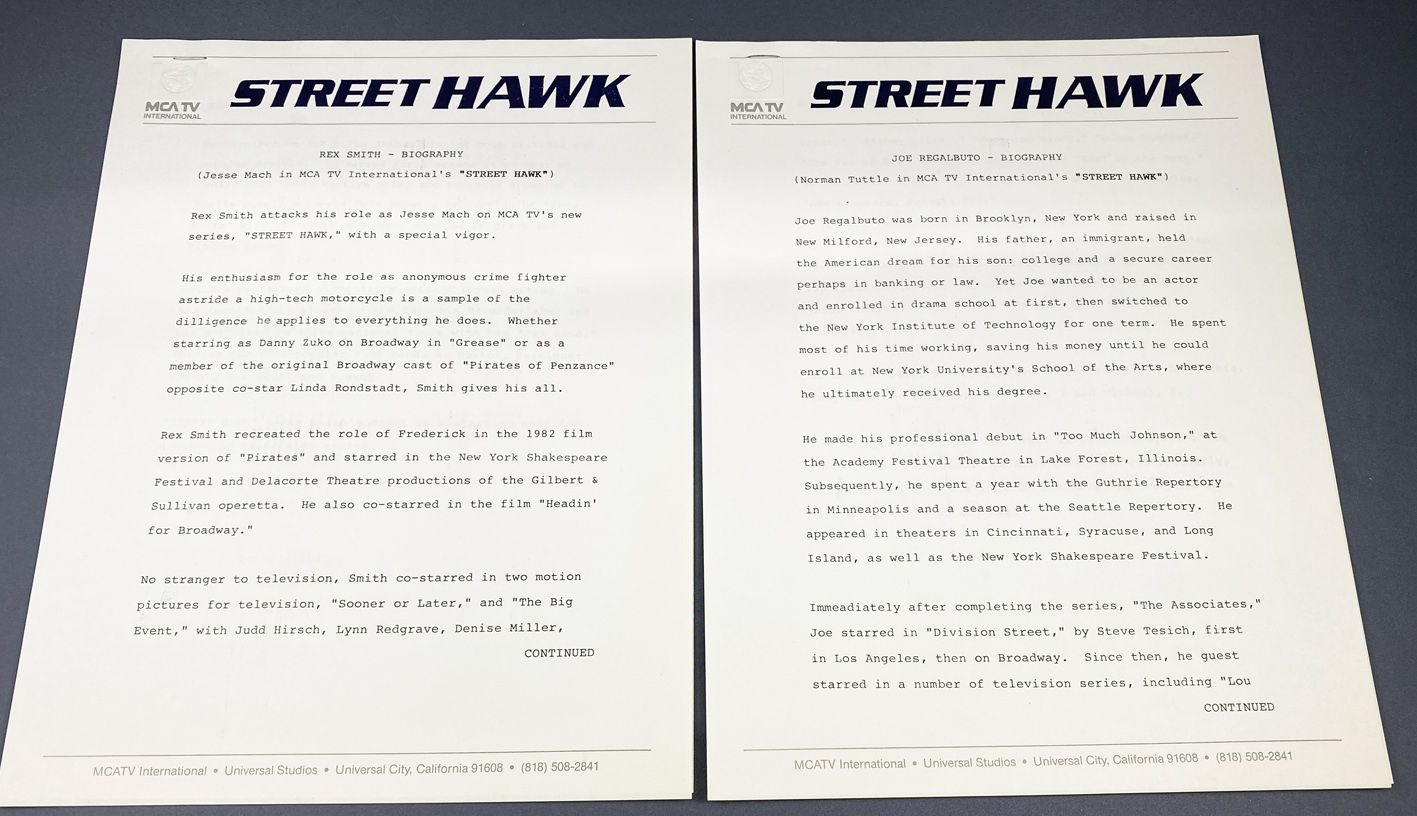 MCA TV
INTERNATIONAL
STREET HAWK
REX SMITH - BIOGRAPHY
(Jesse Mach in MCA TV International's "STREET HAWK")
Rex Smith attacks his role as Jesse Mach on MCA TV's new
series, "STREET HAWK," with a special vigor.
His enthusiasm for the role as anonymous crime fighter
astride a high-tech motorcycle is a sample of the
dilligence he applies to everything he does. Whether
starring as Danny Zuko on Broadway in "Grease" or as a
member of the original Broadway cast of "Pirates of Penzance"
opposite co-star Linda Rondstadt, Smith gives his all.
Rex Smith recreated the role of Frederick in the 1982 film
version of "Pirates" and starred in the New York Shakespeare
Festival and Delacorte Theatre productions of the Gilbert &
Sullivan operetta. He also co-starred in the film "Headin'
for Broadway."
No stranger to television, Smith co-starred in two motion
pictures for television, "Sooner or Later," and "The Big
Event," with Judd Hirsch, Lynn Redgrave, Denise Miller,
CONTINUED
MCATV International • Universal Studios • Universal City, California 91608 • (818) 508-2841
MCA TV
INTERNATIONAL
STREET HAWK
JOE REGALBUTO - BIOGRAPHY
(Norman Tuttle in MCA TV International's "STREET HAWK")
Joe Regalbuto was born in Brooklyn, New York and raised in
New Milford, New Jersey. His father, an immigrant, held
the American dream for his son: college and a secure career
perhaps in banking or law. Yet Joe wanted to be an actor
and enrolled in drama school at first, then switched to
the New York Institute of Technology for one term. He spent
most of his time working, saving his money until he could
enroll at New York University's School of the Arts, where
he ultimately received his degree.
He made his professional debut in "Too Much Johnson," at
the Academy Festival Theatre in Lake Forest, Illinois.
Subsequently, he spent a year with the Guthrie Repertory
in Minneapolis and a season at the Seattle Repertory. He
appeared in theaters in Cincinnati, Syracuse, and Long
Island, as well as the New York Shakespeare Festival.
Immeadiately after completing the series, "The Associates,"
Joe starred in "Division Street," by Steve Tesich, first
in Los Angeles, then on Broadway. Since then, he guest
starred in a number of television series, including "Lou
CONTINUED
MCATV International • Universal Studios • Universal City, California 91608 • (818) 508-2841